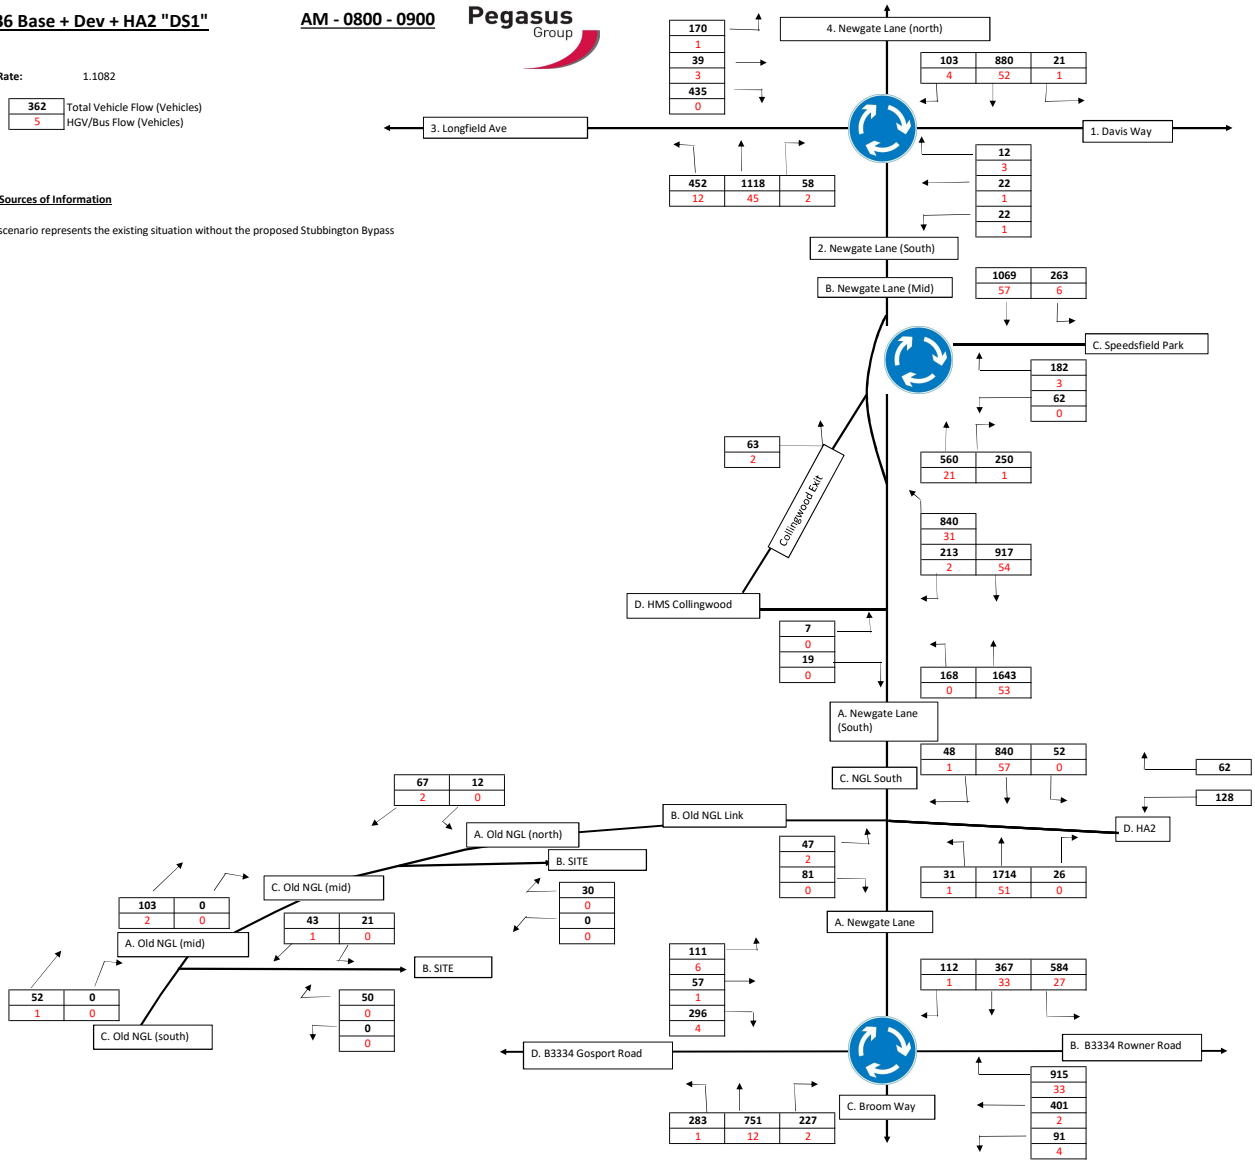 36 Base + Dev + HA2 "DS1"
AM - 0800 - 0900
Pegasus
Group
Rate: 1.1082
362 Total Vehicle Flow (Vehicles)
5 HGV/Bus Flow (Vehicles)
Sources of Information
scenario represents the existing situation without the proposed Stubbington Bypass
170
1
39
3
435
0
4. Newgate Lane (north)
103 880 21
4 52 1
3. Longfield Ave
1. Davis Way
452 1118 58
12 45 2
12
3
22
1
22
1
2. Newgate Lane (South)
B. Newgate Lane (Mid)
1069 263
57 6
C. Speedsfield Park
182
3
62
0
63
2
560 250
21 1
Collingwood Exit
840
31
213 917
2 54
D. HMS Collingwood
7
0
19
0
168 1643
0 53
A. Newgate Lane
(South)
C. NGL South
48 840 52
1 57 0
62
128
67 12
2 0
B. Old NGL Link
D. HA2
A. Old NGL (north)
B. SITE
47
2
81
0
31 1714 26
1 51 0
C. Old NGL (mid)
30
0
0
0
103 0
2 0
43 21
1 0
A. Old NGL (mid)
A. Newgate Lane
B. SITE
52 0
1 0
50
0
0
0
C. Old NGL (south)
111
6
57
1
296
4
112 367 584
1 33 27
D. B3334 Gosport Road
B. B3334 Rowner Road
C. Broom Way
283 751 227
1 12 2
915
33
401
2
91
4